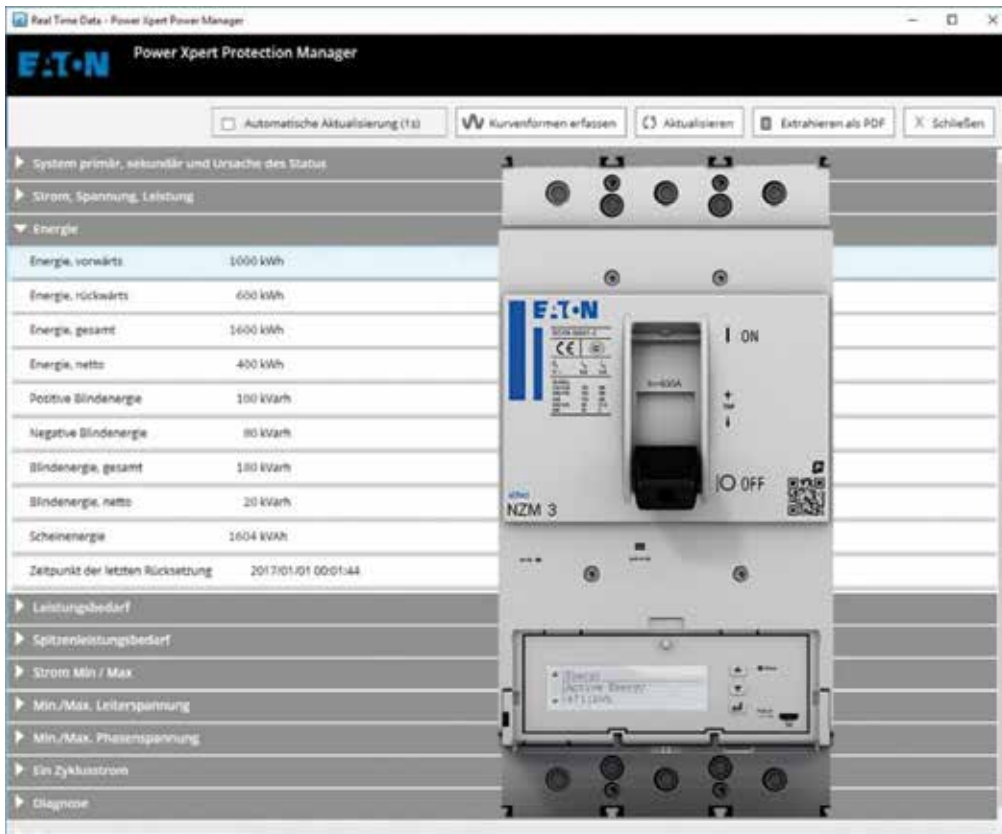 Real Time Data - Power Xpert Power Manager
EATON
Power Xpert Protection Manager
Automatische Aktualisierung (1s)
Kurvenformen erfassen
Aktualisieren
Extrahieren als PDF
Schließen
System primär, sekundär und Ursache des Status
Strom, Spannung, Leistung
Energie
Energie, vorwärts 1000 kWh
Energie, rückwärts 600 kWh
Energie, gesamt 1600 kWh
Energie, netto 400 kWh
Positive Blindenergie 100 kVarh
Negative Blindenergie 80 kVarh
Blindenergie, gesamt 180 kVarh
Blindenergie, netto 20 kVarh
Scheinenergie 1604 kVAh
Zeitpunkt der letzten Rücksetzung 2017/01/01 00:01:44
Leistungsbedarf
Spitzenleistungsbedarf
Strom Min / Max
Min./Max. Leiterspannung
Min./Max. Phasenspannung
Ein Zyklusstrom
Diagnose
EATON
CE
ON
OFF
NZM 3
Energy
Active Energy